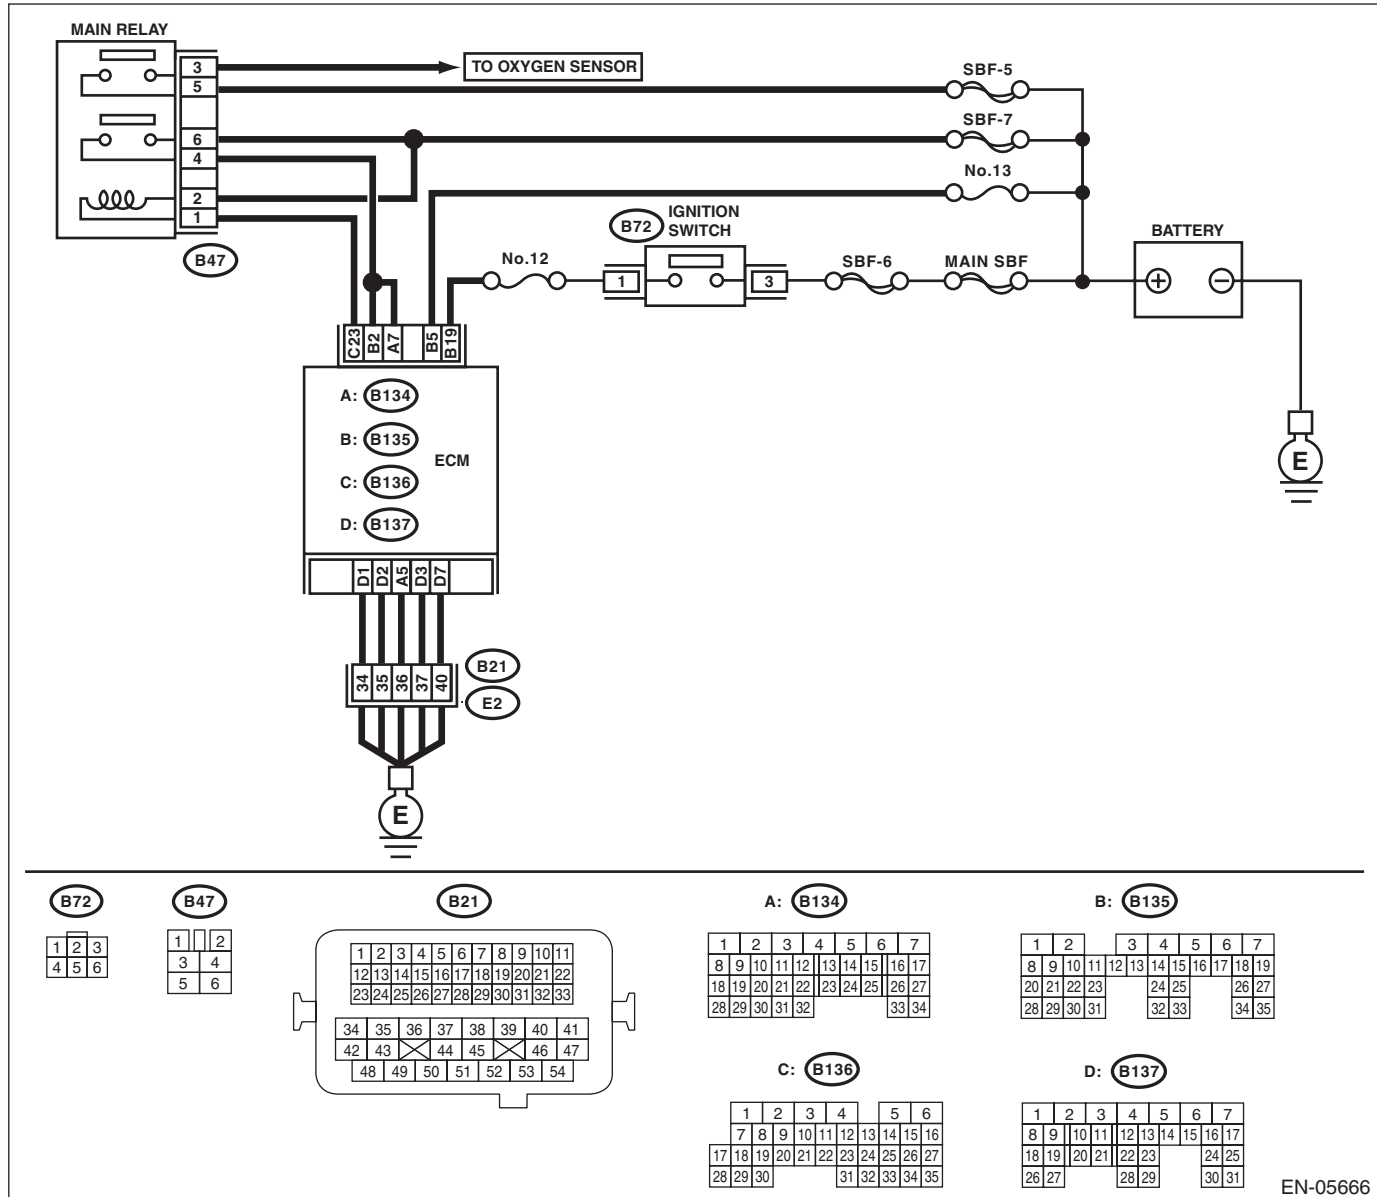 MAIN RELAY
3
5
6
4
2
1
B47
TO OXYGEN SENSOR
SBF-5
SBF-7
No.13
B72
IGNITION
SWITCH
No.12
1
3
SBF-6
MAIN SBF
BATTERY
+
−
E
C23 B2 A7 B5 B19
A: B134
B: B135
C: B136
D: B137
ECM
D1 D2 A5 D3 D7
34 35 36 37 40
B21
E2
E
B72
1 2 3
4 5 6
B47
1 2
3 4
5 6
B21
1 2 3 4 5 6 7 8 9 10 11
12 13 14 15 16 17 18 19 20 21 22
23 24 25 26 27 28 29 30 31 32 33
34 35 36 37 38 39 40 41
42 43 44 45 46 47
48 49 50 51 52 53 54
A: B134
1 2 3 4 5 6 7
8 9 10 11 12 13 14 15 16 17
18 19 20 21 22 23 24 25 26 27
28 29 30 31 32 33 34
B: B135
1 2 3 4 5 6 7
8 9 10 11 12 13 14 15 16 17 18 19
20 21 22 23 24 25 26 27
28 29 30 31 32 33 34 35
C: B136
1 2 3 4 5 6
7 8 9 10 11 12 13 14 15 16
17 18 19 20 21 22 23 24 25 26 27
28 29 30 31 32 33 34 35
D: B137
1 2 3 4 5 6 7
8 9 10 11 12 13 14 15 16 17
18 19 20 21 22 23 24 25
26 27 28 29 30 31
EN-05666